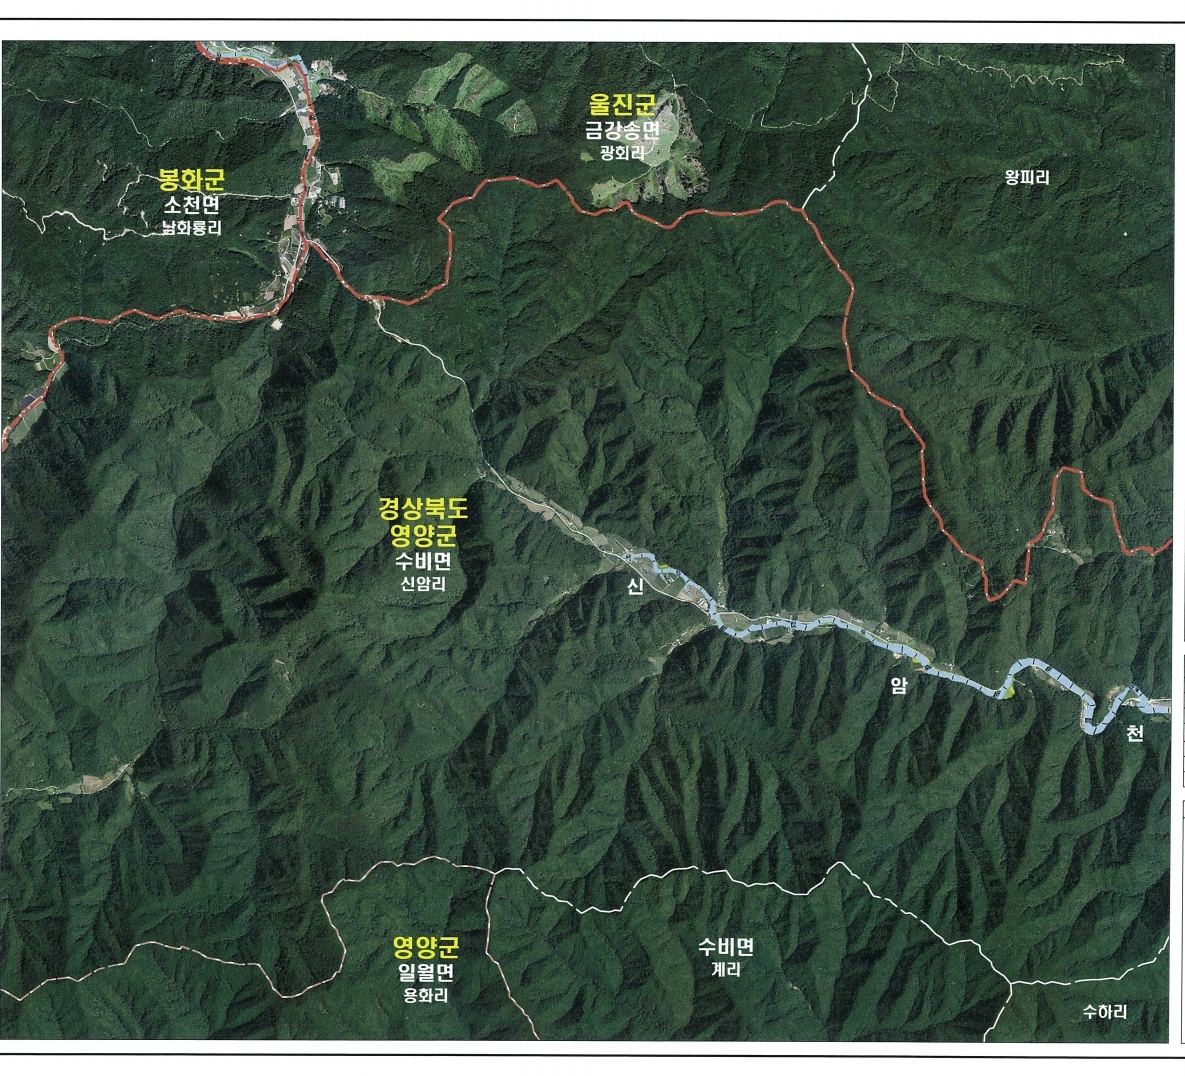 울진군
금강송면
광회리
왕피리
봉화군
소천면
남화룡리
경상북도
영양군
수비면
신암리
신
암
천
영양군
일월면
용화리
수비면
계리
수하리